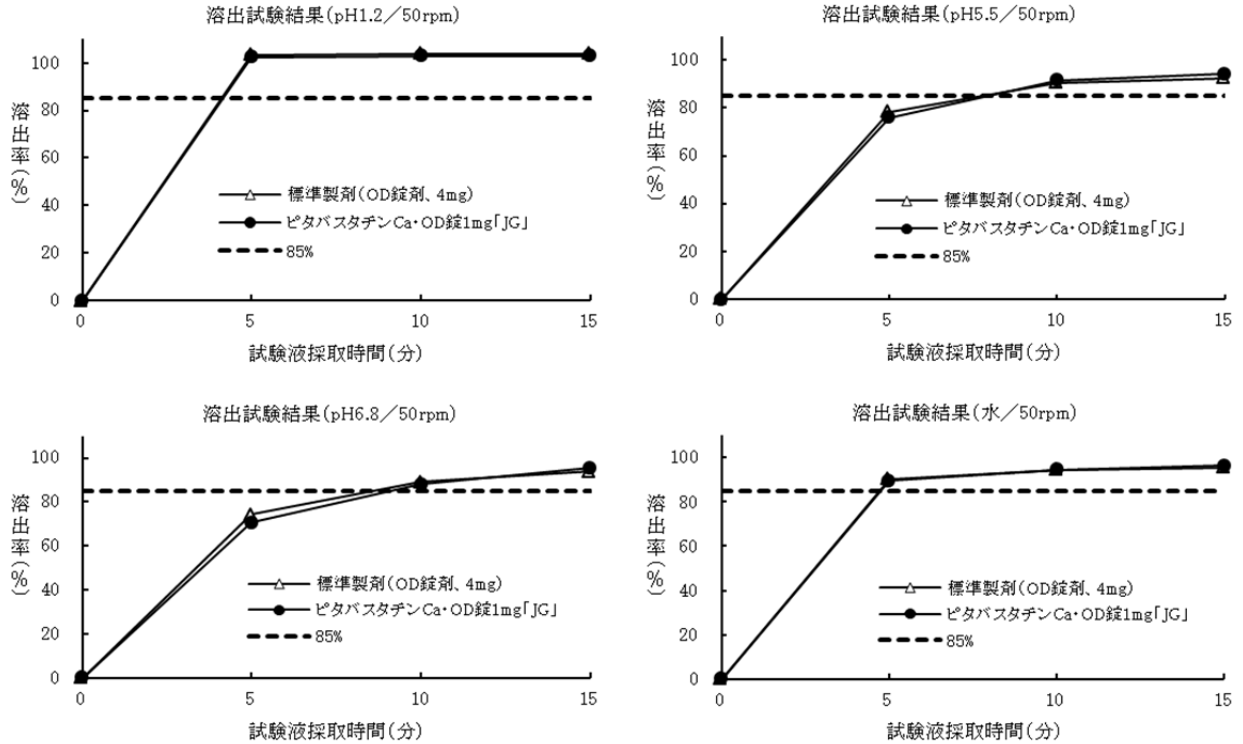 溶出試験結果(pH1.2／50rpm)
100
80
60
40
20
0
溶出率(%)
標準製剤(OD錠剤、4mg)
ピタバスタチンCa・OD錠1mg「JG」
85%
0 5 10 15
試験液採取時間(分)
溶出試験結果(pH5.5／50rpm)
100
80
60
40
20
0
溶出率(%)
標準製剤(OD錠剤、4mg)
ピタバスタチンCa・OD錠1mg「JG」
85%
0 5 10 15
試験液採取時間(分)
溶出試験結果(pH6.8／50rpm)
100
80
60
40
20
0
溶出率(%)
標準製剤(OD錠剤、4mg)
ピタバスタチンCa・OD錠1mg「JG」
85%
0 5 10 15
試験液採取時間(分)
溶出試験結果(水／50rpm)
100
80
60
40
20
0
溶出率(%)
標準製剤(OD錠剤、4mg)
ピタバスタチンCa・OD錠1mg「JG」
85%
0 5 10 15
試験液採取時間(分)